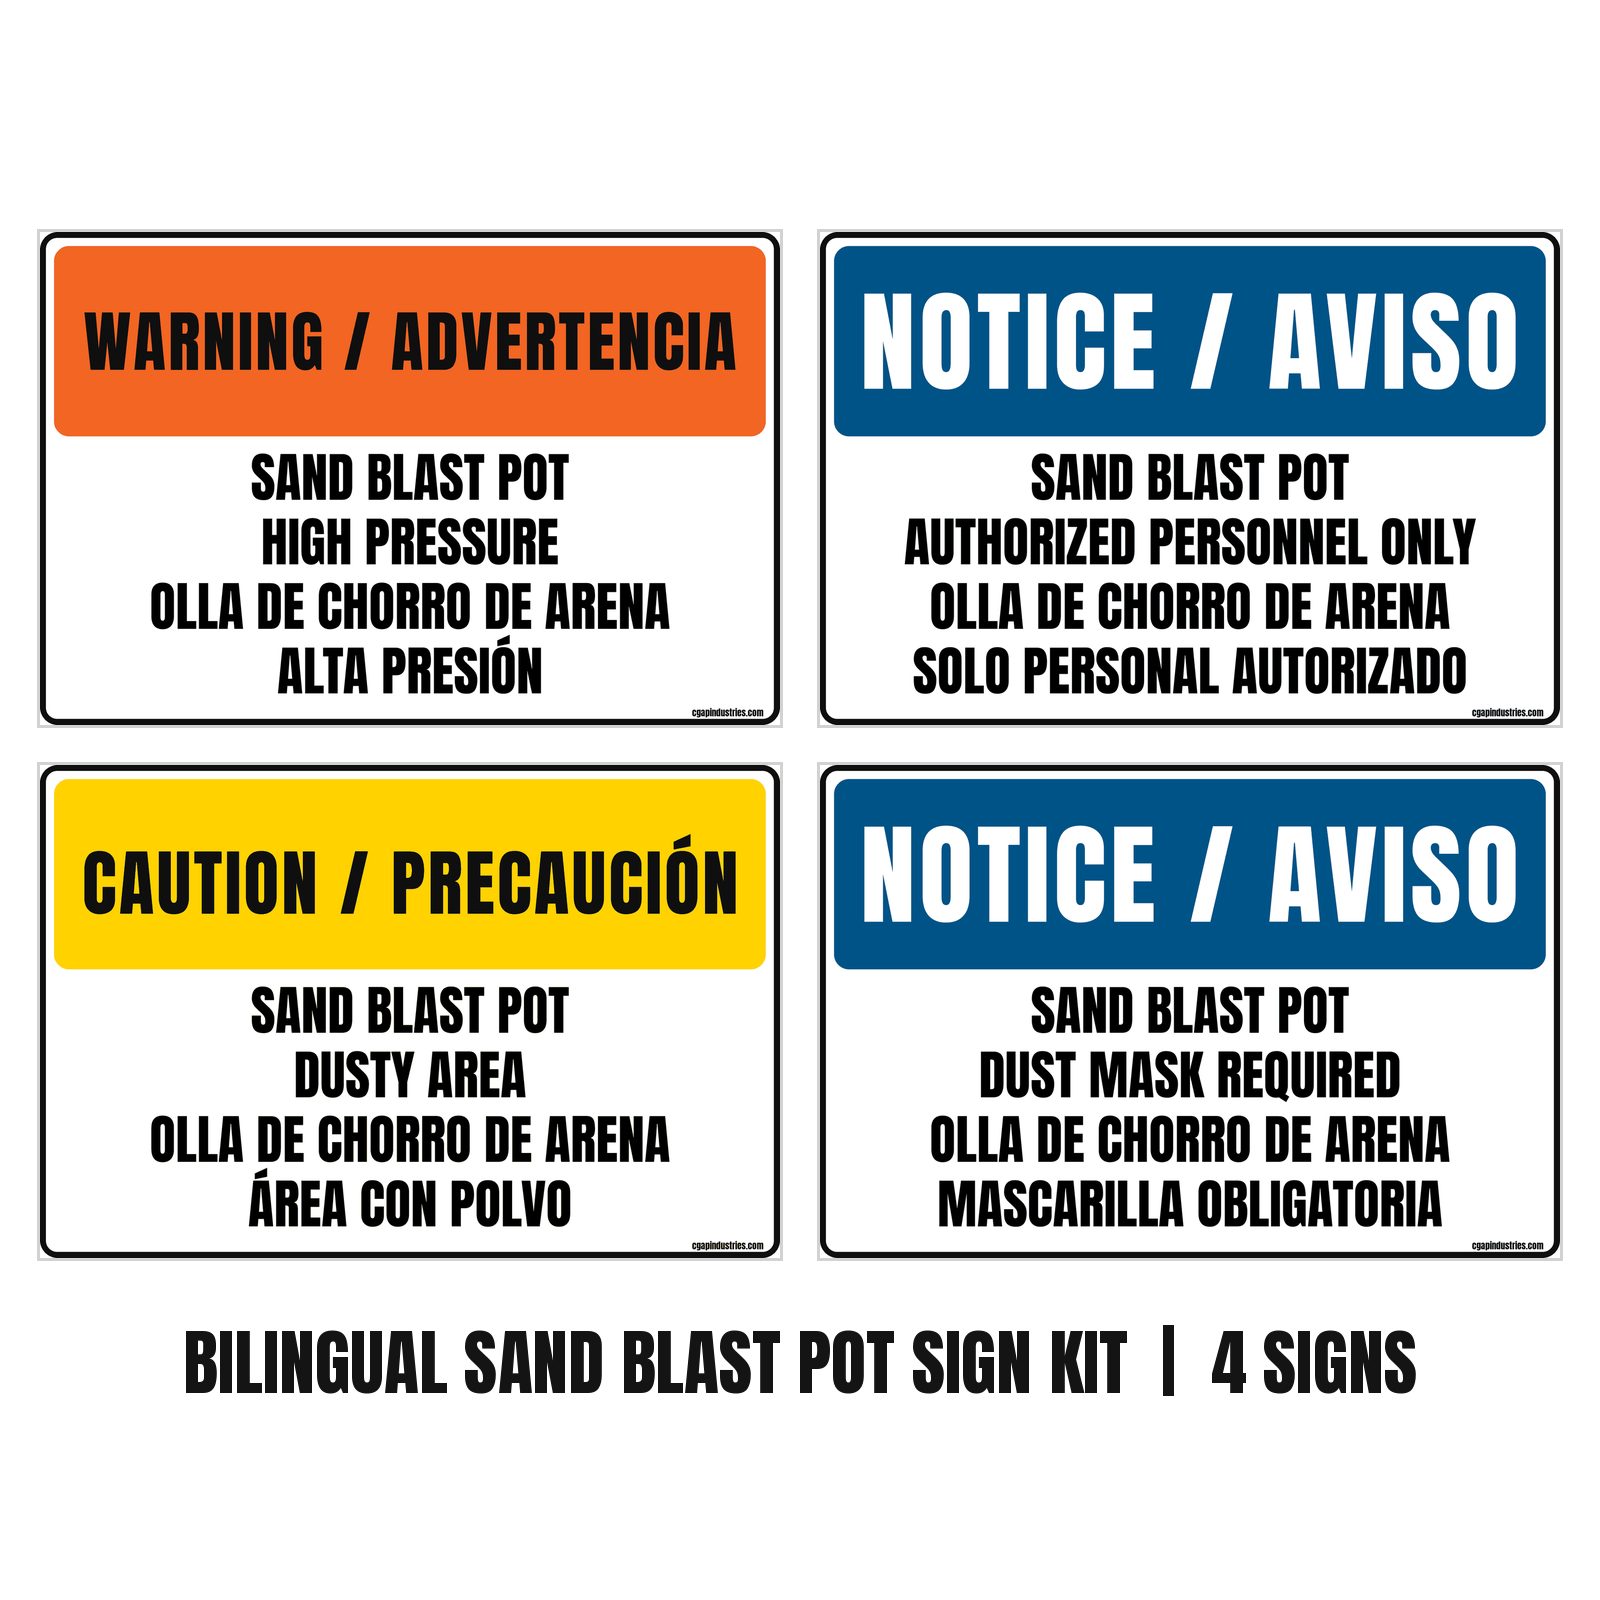 WARNING / ADVERTENCIA
SAND BLAST POT
HIGH PRESSURE
OLLA DE CHORRO DE ARENA
ALTA PRESIÓN
cgapindustries.com
NOTICE / AVISO
SAND BLAST POT
AUTHORIZED PERSONNEL ONLY
OLLA DE CHORRO DE ARENA
SOLO PERSONAL AUTORIZADO
cgapindustries.com
CAUTION / PRECAUCIÓN
SAND BLAST POT
DUSTY AREA
OLLA DE CHORRO DE ARENA
ÁREA CON POLVO
cgapindustries.com
NOTICE / AVISO
SAND BLAST POT
DUST MASK REQUIRED
OLLA DE CHORRO DE ARENA
MASCARILLA OBLIGATORIA
cgapindustries.com
BILINGUAL SAND BLAST POT SIGN KIT | 4 SIGNS